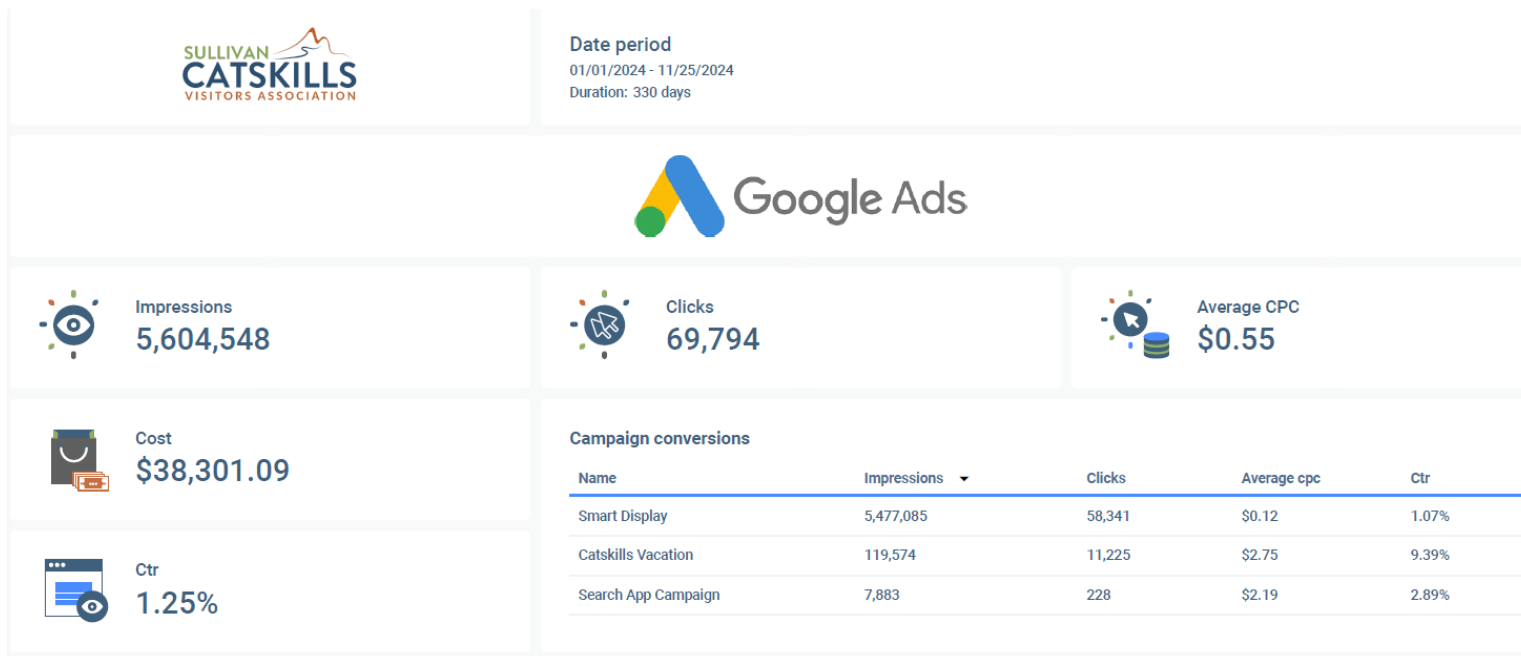 SULLIVAN
CATSKILLS
VISITORS ASSOCIATION
Date period
01/01/2024 - 11/25/2024
Duration: 330 days
Google Ads
Impressions
5,604,548
Clicks
69,794
Average CPC
$0.55
Cost
$38,301.09
Ctr
1.25%
Campaign conversions
Name Impressions Clicks Average cpc Ctr
Smart Display 5,477,085 58,341 $0.12 1.07%
Catskills Vacation 119,574 11,225 $2.75 9.39%
Search App Campaign 7,883 228 $2.19 2.89%